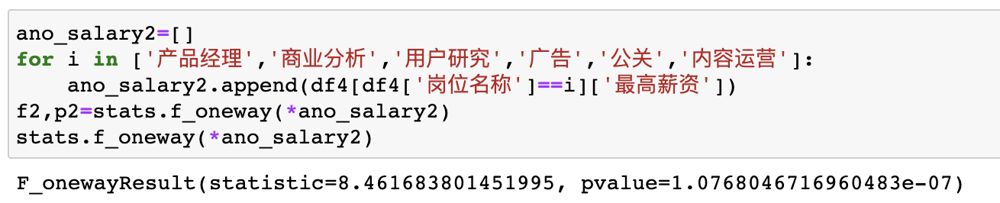 ano_salary2=[]
for i in ['产品经理','商业分析','用户研究','广告','公关','内容运营']:
    ano_salary2.append(df4[df4['岗位名称']==i]['最高薪资'])
f2,p2=stats.f_oneway(*ano_salary2)
stats.f_oneway(*ano_salary2)
F_onewayResult(statistic=8.461683801451995, pvalue=1.0768046716960483e-07)